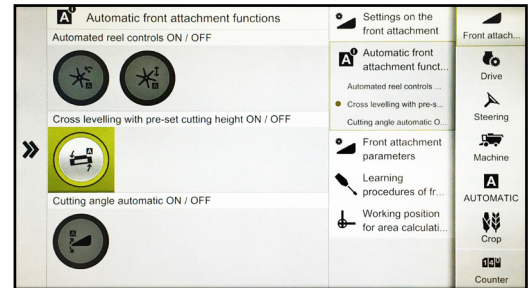 Automatic front attachment functions
Automated reel controls ON / OFF
Cross levelling with pre-set cutting height ON / OFF
Cutting angle automatic ON / OFF
Settings on the
front attachment
Automatic front
attachment funct...
Automated reel controls ...
Cross levelling with pre-s...
Cutting angle automatic O...
Front attachment
parameters
Learning
procedures of fr...
Working position
for area calculati...
Front attach...
Drive
Steering
Machine
A
AUTOMATIC
Crop
Counter